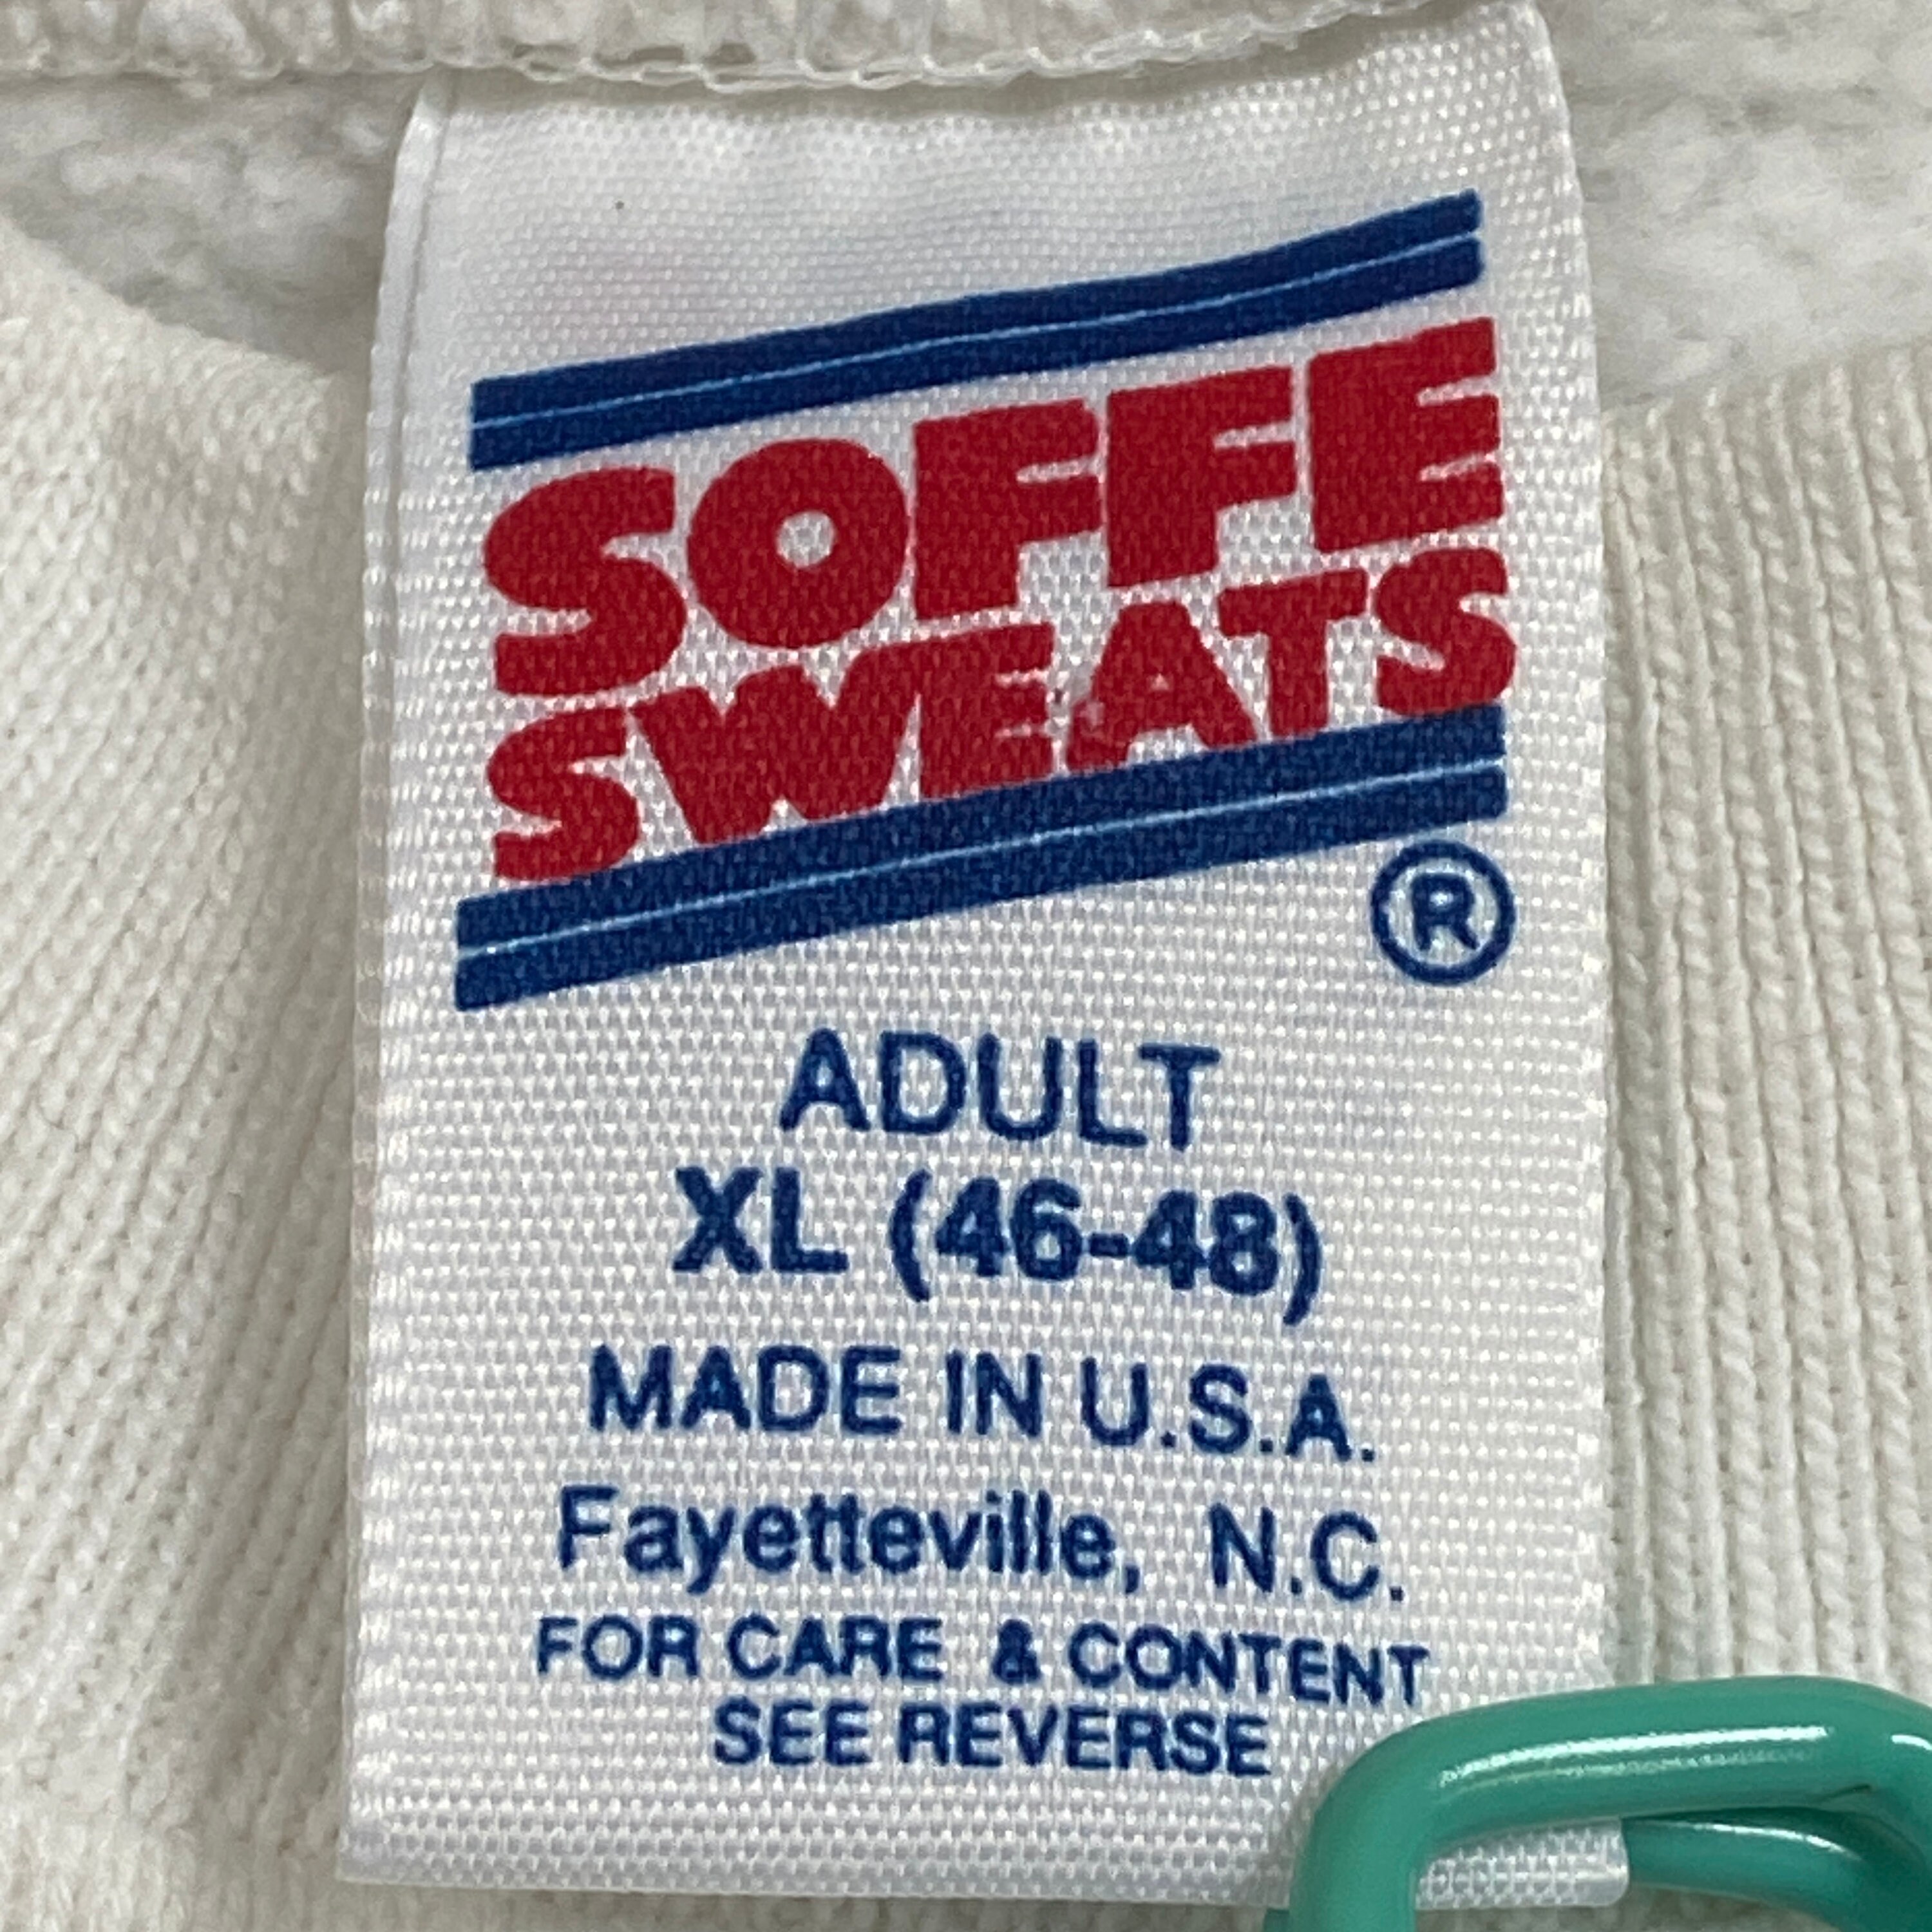 SOFFE
SWEATS
®
ADULT
XL (46-48)
MADE IN U.S.A.
Fayetteville, N.C.
FOR CARE & CONTENT
SEE REVERSE